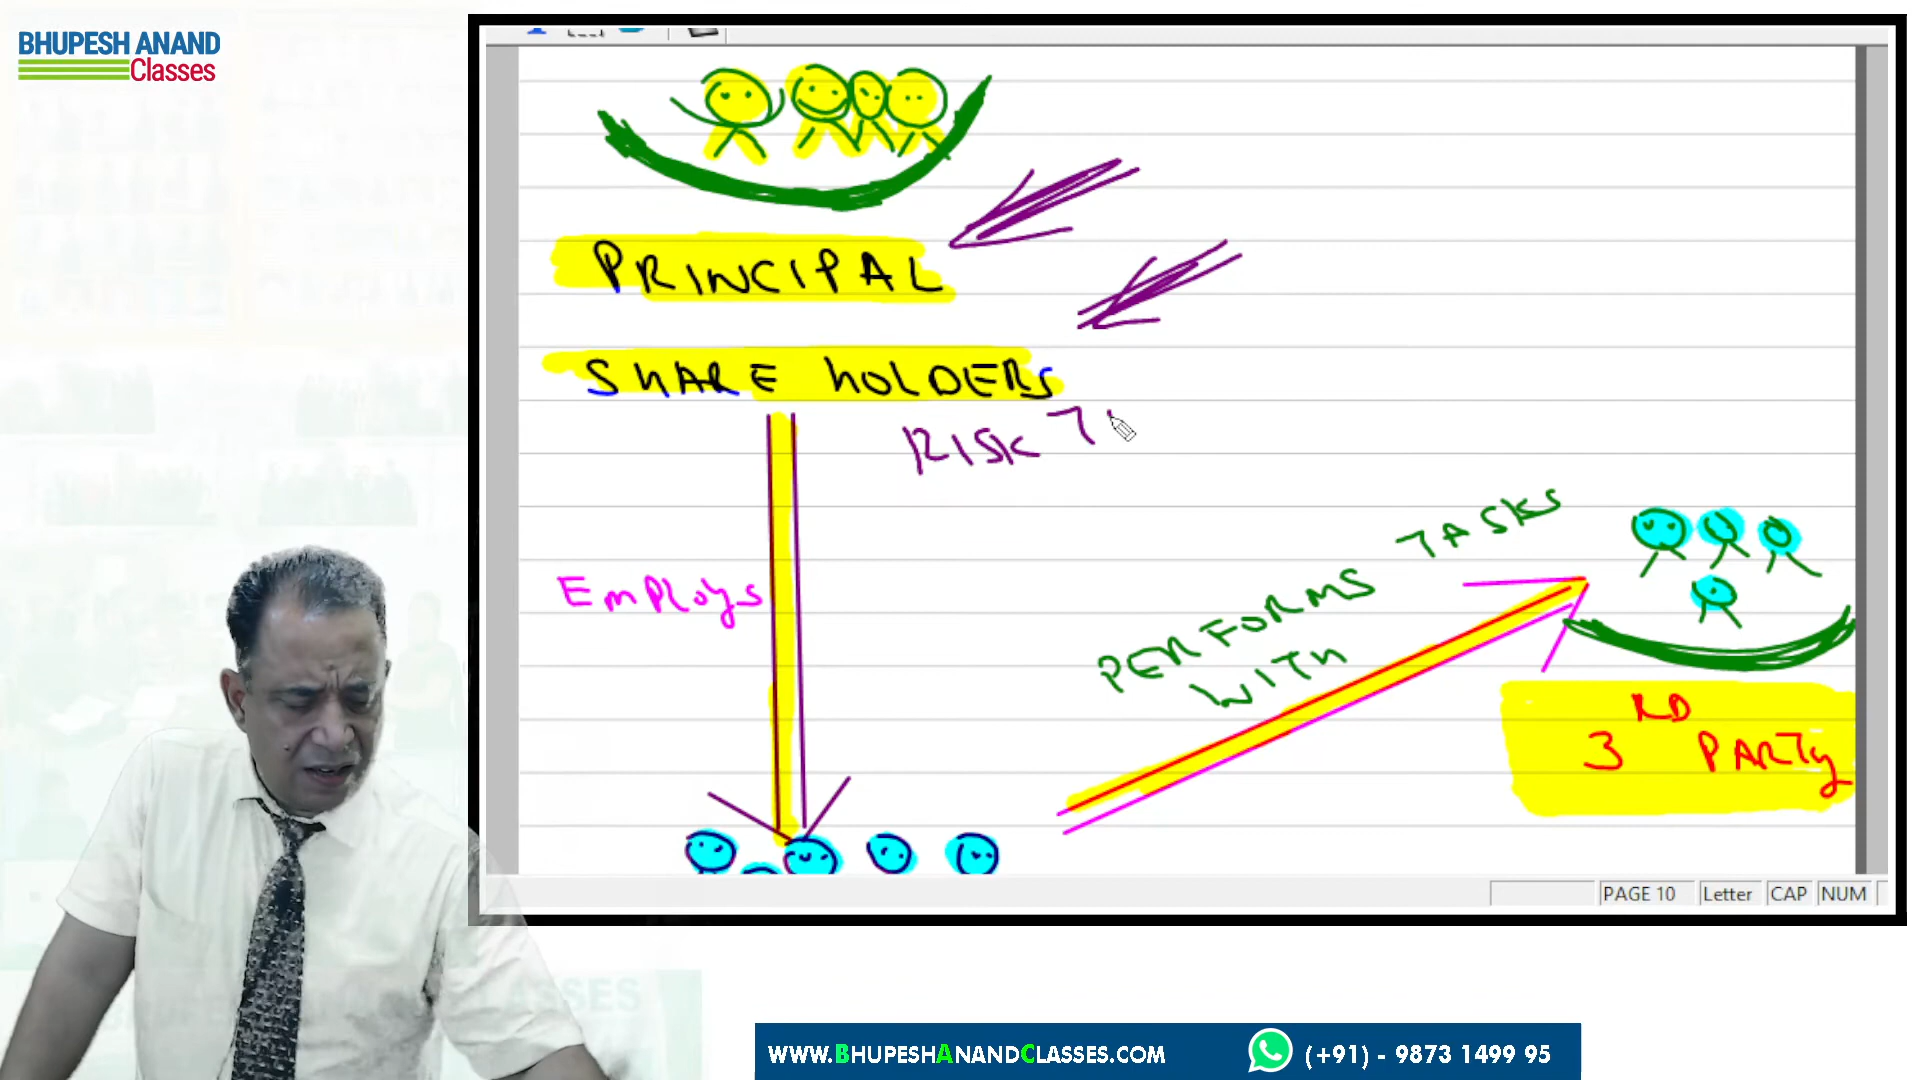 BHUPESH ANAND
Classes
PRINCIPAL
SHARE HOLDERS
RISK T
EMPloys
PERFORMS TASKS
WITH
3RD PARTy
PAGE 10 Letter CAP NUM
WWW.BHUPESHANANDCLASSES.COM (+91) - 9873 1499 95